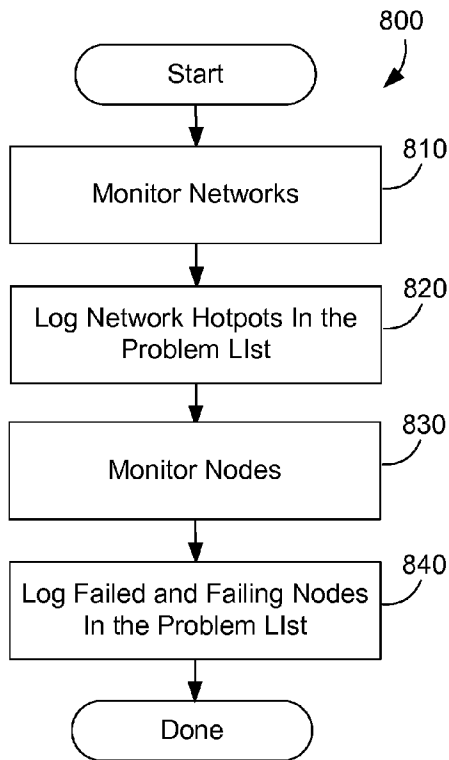 800
Start
810
Monitor Networks
820
Log Network Hotpots In the
Problem LIst
830
Monitor Nodes
840
Log Failed and Failing Nodes
In the Problem LIst
Done